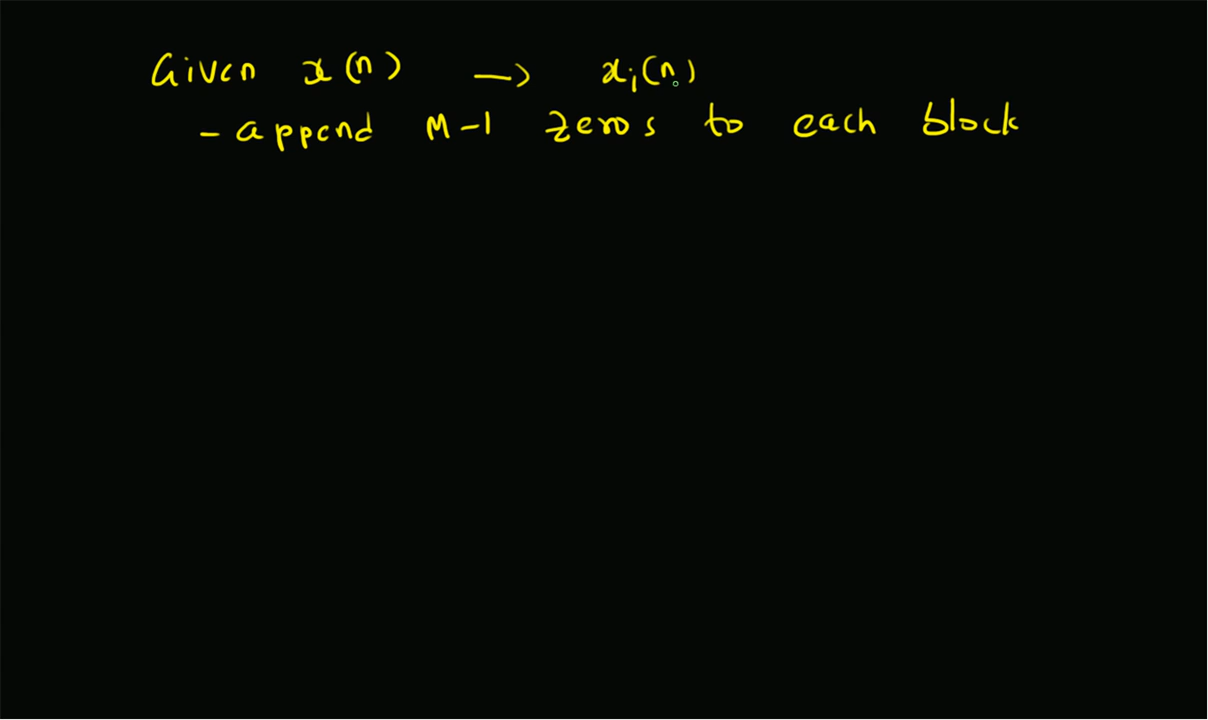 Given x(n) → xi(n)
- append M-1 zeros to each block